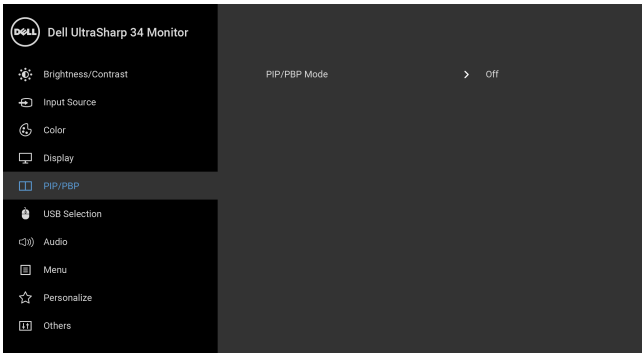 DELL Dell UltraSharp 34 Monitor
Brightness/Contrast
PIP/PBP Mode Off
Input Source
Color
Display
PIP/PBP
USB Selection
Audio
Menu
Personalize
Others